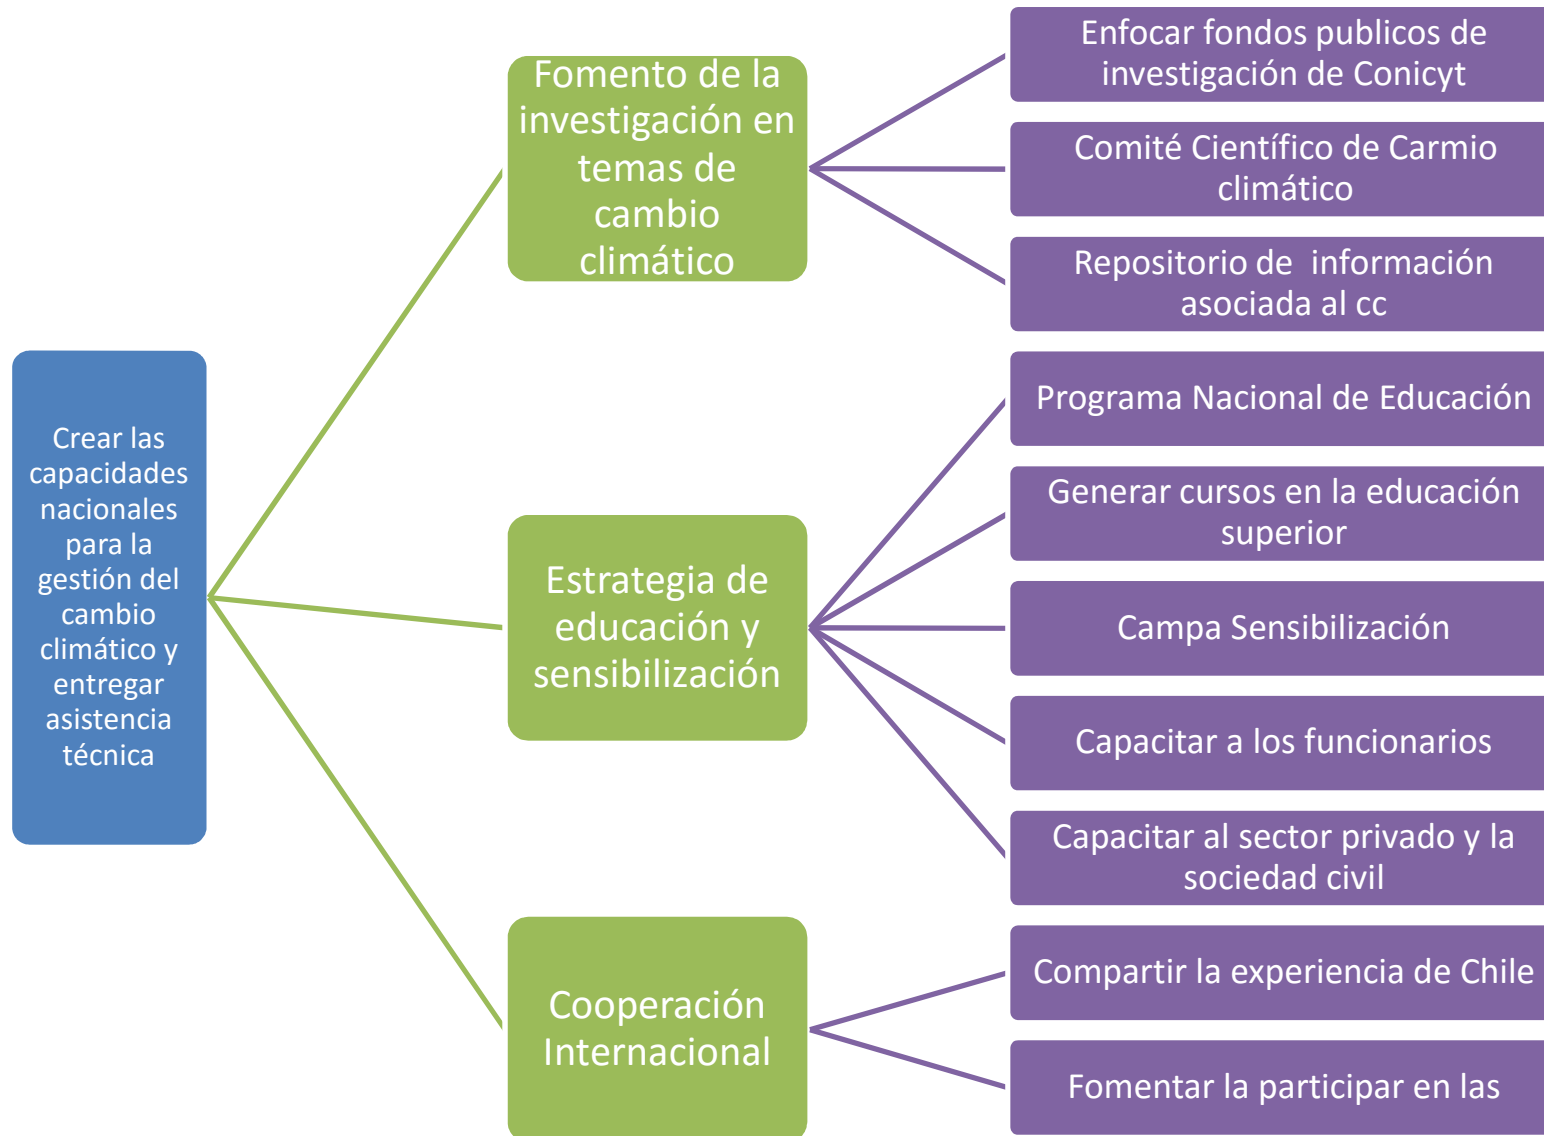 Crear las
capacidades
nacionales
para la
gestión del
cambio
climático y
entregar
asistencia
técnica
Fomento de la
investigación en
temas de
cambio
climático
Enfocar fondos publicos de
investigación de Conicyt
Comité Científico de Carmio
climático
Repositorio de  información
asociada al cc
Estrategia de
educación y
sensibilización
Programa Nacional de Educación
Generar cursos en la educación
superior
Campa Sensibilización
Capacitar a los funcionarios
Capacitar al sector privado y la
sociedad civil
Cooperación
Internacional
Compartir la experiencia de Chile
Fomentar la participar en las